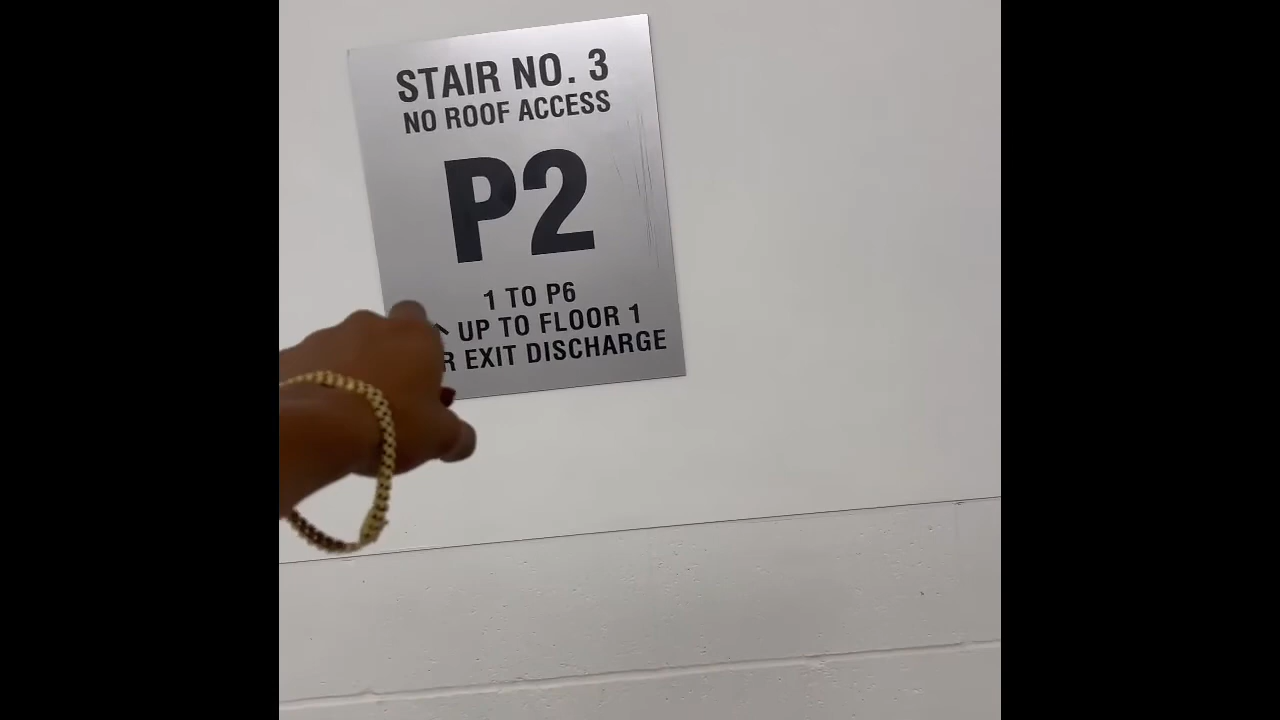 STAIR NO. 3
NO ROOF ACCESS
P2
1 TO P6
UP TO FLOOR 1
EXIT DISCHARGE